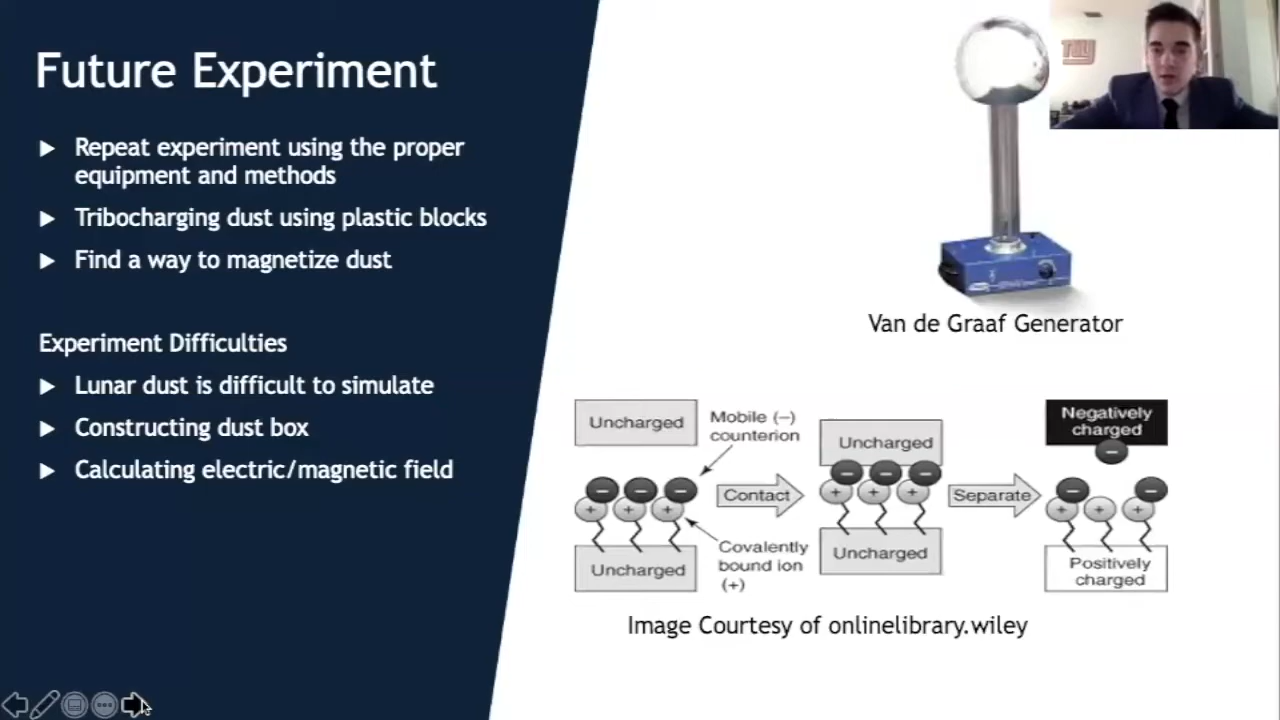 Future Experiment
Repeat experiment using the proper
equipment and methods
Tribocharging dust using plastic blocks
Find a way to magnetize dust
Experiment Difficulties
Lunar dust is difficult to simulate
Constructing dust box
Calculating electric/magnetic field
Van de Graaf Generator
Uncharged
Mobile (−)
counterion
Uncharged
Negatively
charged
Contact
Separate
Covalently
bound ion
(+)
Uncharged
Uncharged
Positively
charged
Image Courtesy of onlinelibrary.wiley